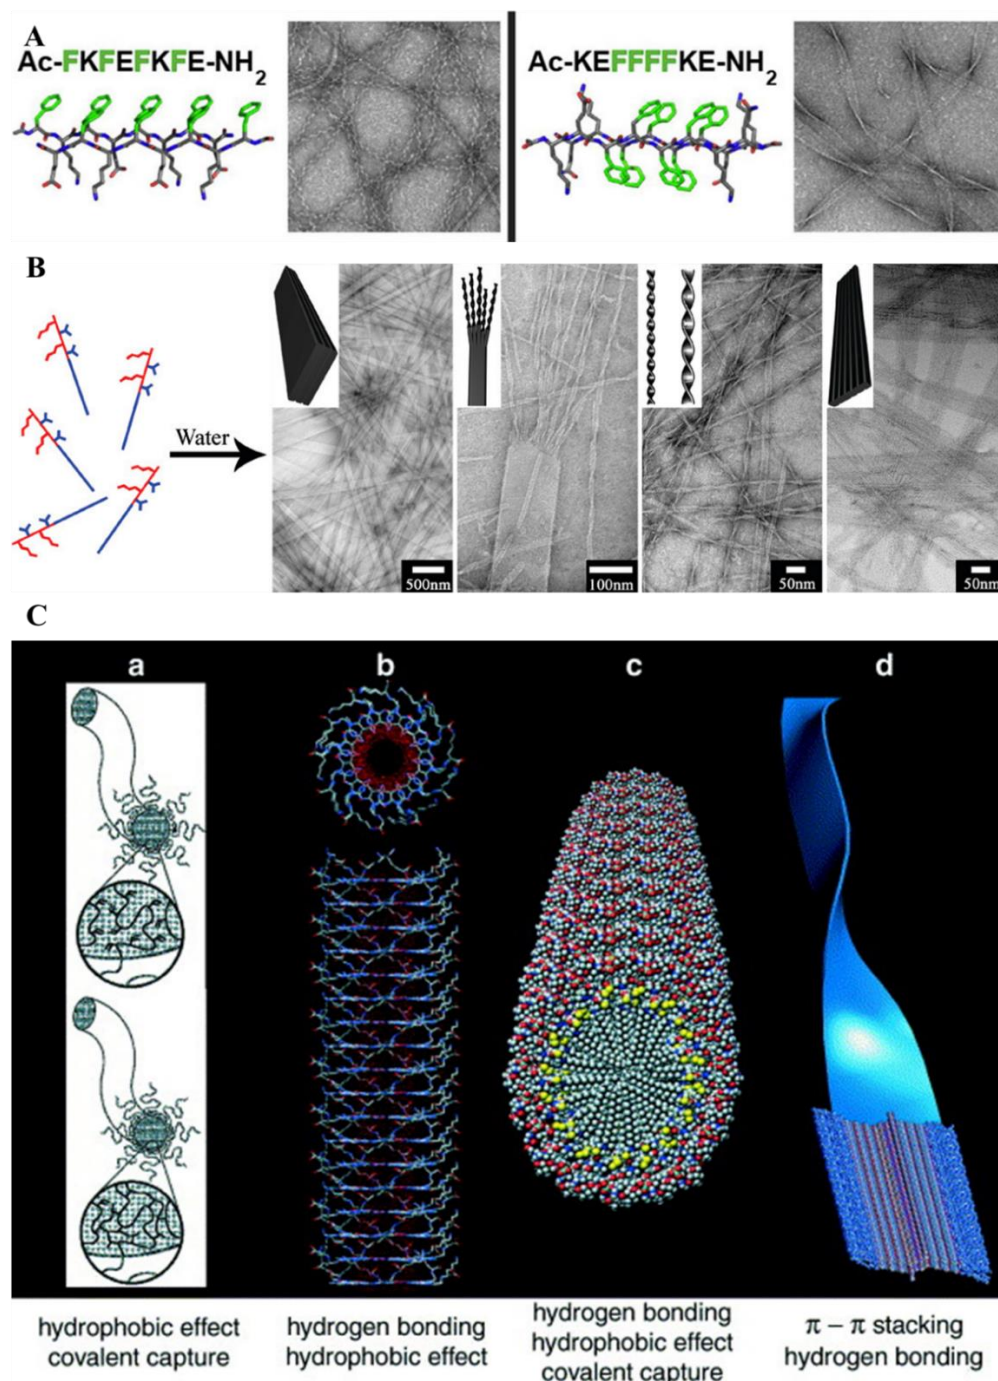 A
Ac-FKFEFKFE-NH2
Ac-KEFFFFKE-NH2
B
Water
500nm
100nm
50nm
50nm
C
a
b
c
d
hydrophobic effect
covalent capture
hydrogen bonding
hydrophobic effect
hydrogen bonding
hydrophobic effect
covalent capture
π – π stacking
hydrogen bonding